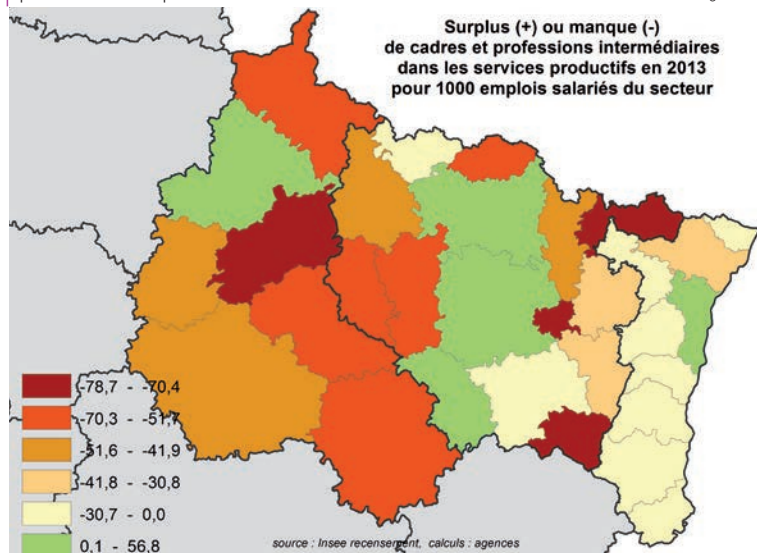 Surplus (+) ou manque (-)
de cadres et professions intermédiaires
dans les services productifs en 2013
pour 1000 emplois salariés du secteur
-78,7 - -70,4
-70,3 - -51,7
-51,6 - -41,9
-41,8 - -30,8
-30,7 - 0,0
0,1 - 56,8
source : Insee recensement, calculs : agences